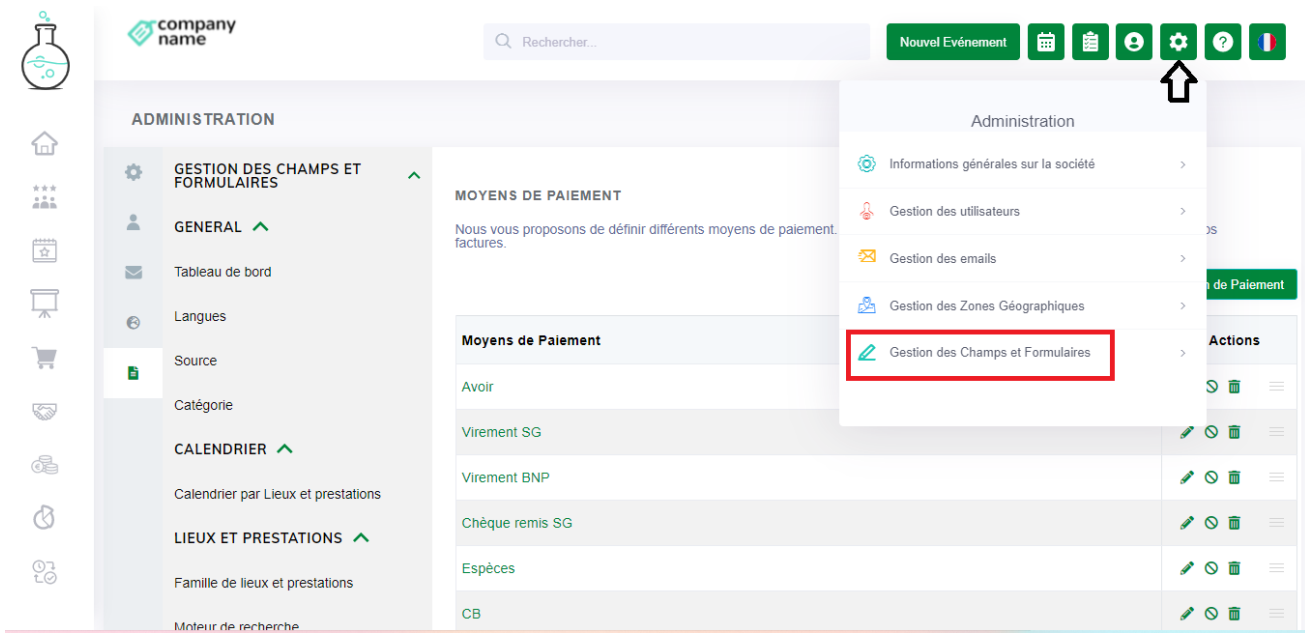 company
name
Rechercher...
Nouvel Evénement
ADMINISTRATION
Administration
Informations générales sur la société
Gestion des utilisateurs
Gestion des emails
Gestion des Zones Géographiques
Gestion des Champs et Formulaires
GESTION DES CHAMPS ET
FORMULAIRES
GENERAL
Tableau de bord
Langues
Source
Catégorie
CALENDRIER
Calendrier par Lieux et prestations
LIEUX ET PRESTATIONS
Famille de lieux et prestations
Moteur de recherche
MOYENS DE PAIEMENT
Nous vous proposons de définir différents moyens de paiement.
factures.
de Paiement
Moyens de Paiement
Actions
Avoir
Virement SG
Virement BNP
Chèque remis SG
Espèces
CB